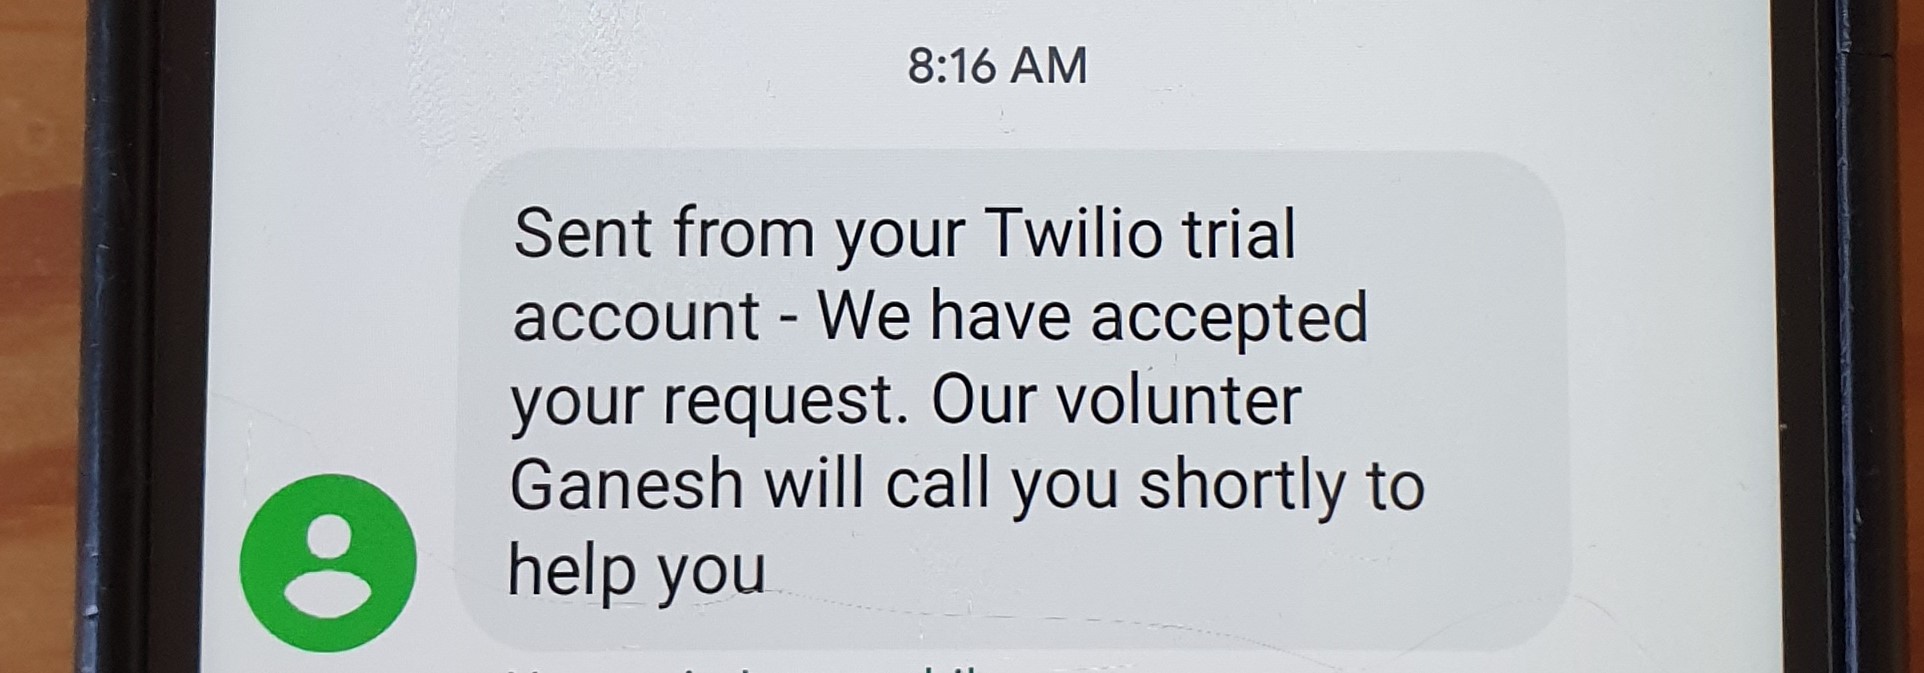 8:16 AM
Sent from your Twilio trial
account - We have accepted
your request. Our volunter
Ganesh will call you shortly to
help you